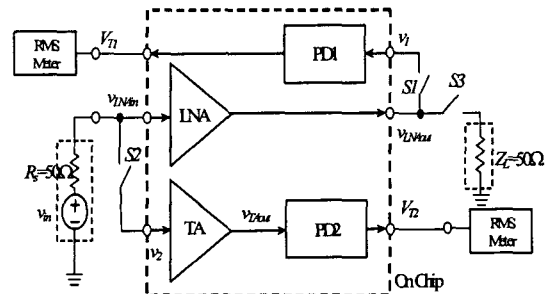 RMS
Meter
V_T1
PD1
v_1
S1
S3
v_LNAin
LNA
v_LNAout
R_s=50Ω
S2
Z_L=50Ω
v_in
v_2
TA
v_TAout
PD2
V_T2
RMS
Meter
On Chip